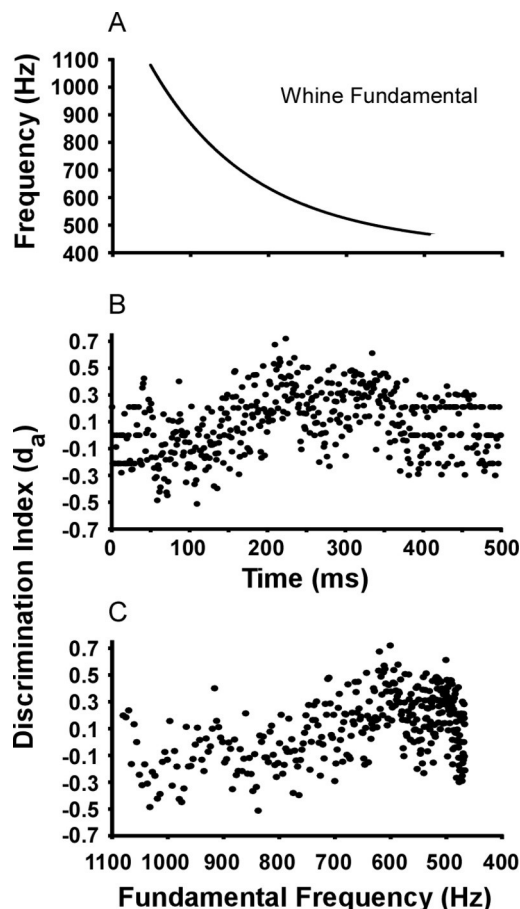 A
Frequency (Hz)
1100
1000
900
800
700
600
500
400
Whine Fundamental
B
Discrimination Index (da)
0.7
0.5
0.3
0.1
-0.1
-0.3
-0.5
-0.7
0 100 200 300 400 500
Time (ms)
C
0.7
0.5
0.3
0.1
-0.1
-0.3
-0.5
-0.7
1100 1000 900 800 700 600 500 400
Fundamental Frequency (Hz)